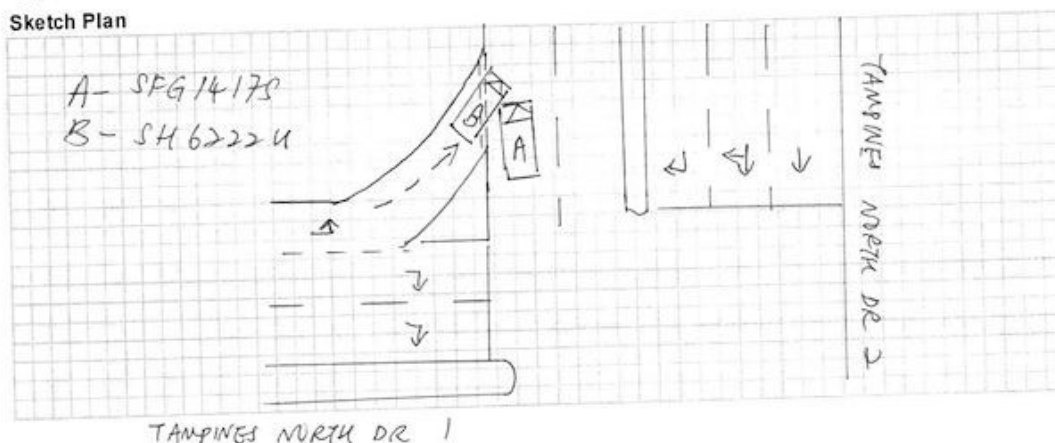 Sketch Plan
A- SFG1417S
B- SH6222U
B
A
TAMPINES NORTH DR 2
TAMPINES NORTH DR 1